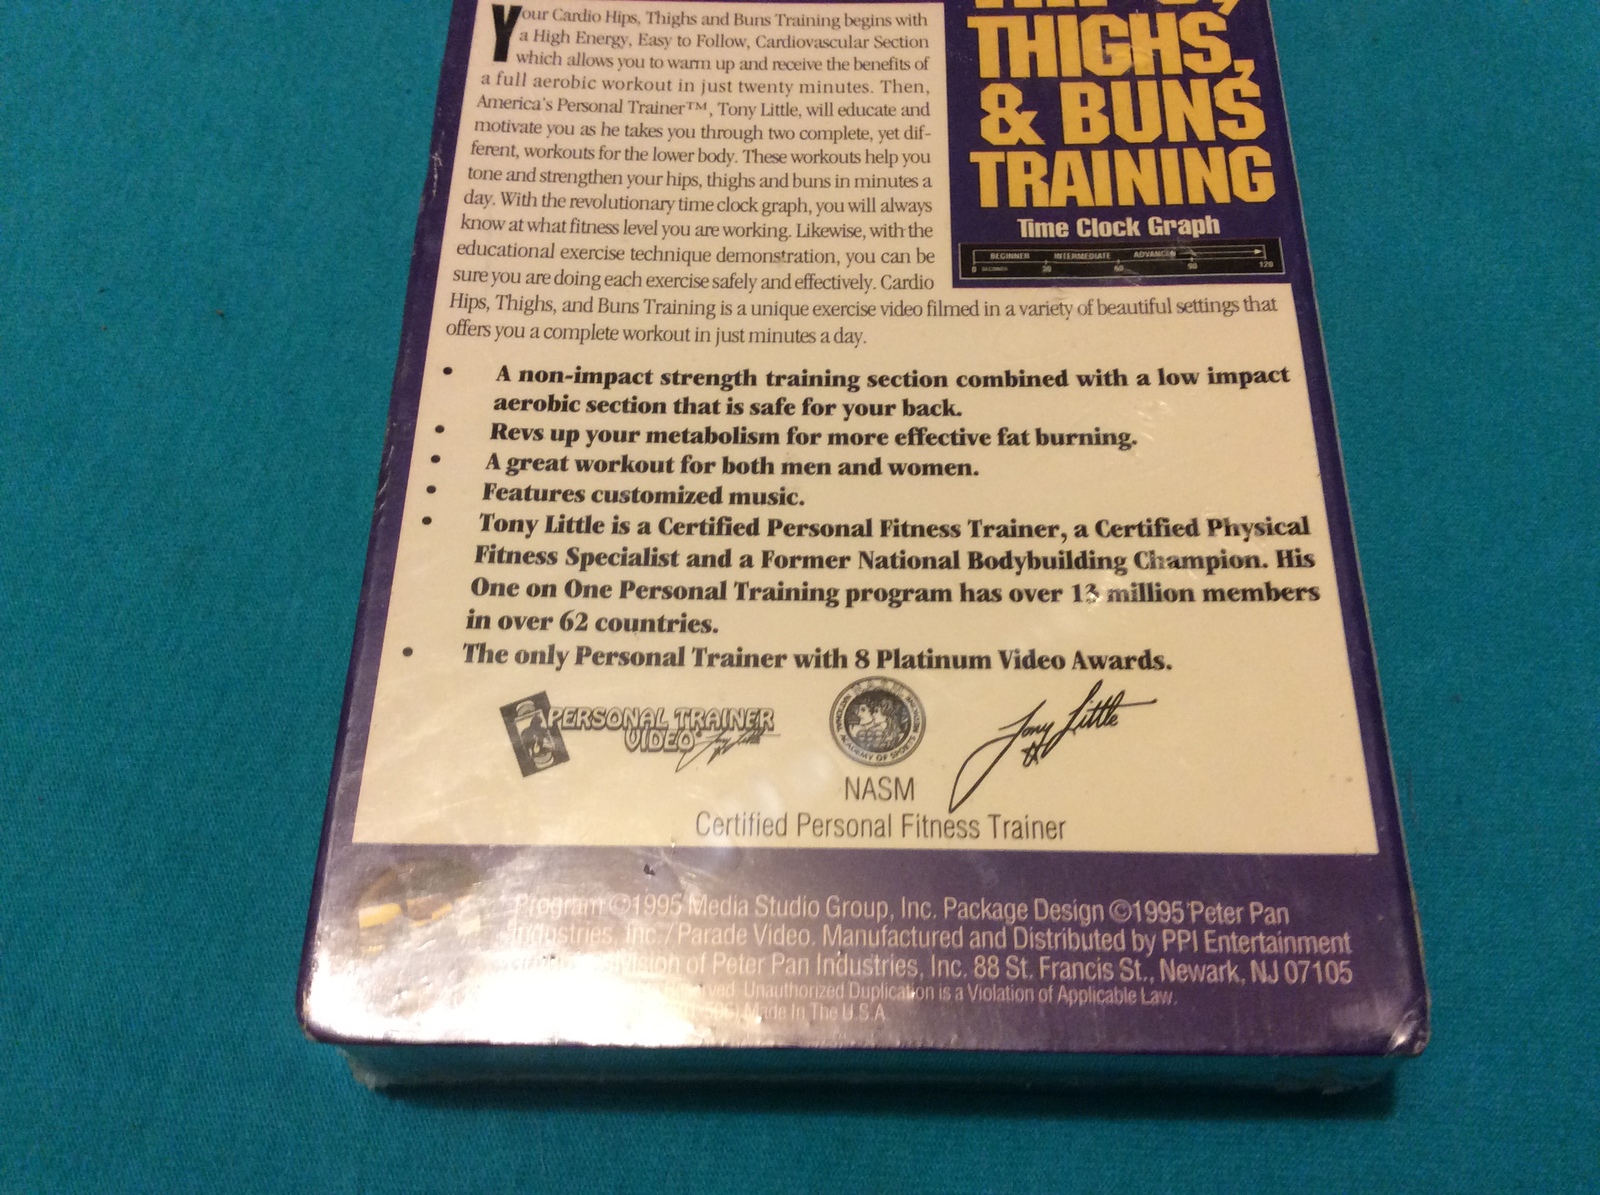 Your Cardio Hips, Thighs and Buns Training begins with
a High Energy, Easy to Follow, Cardiovascular Section
which allows you to warm up and receive the benefits of
a full aerobic workout in just twenty minutes. Then,
America's Personal Trainer™, Tony Little, will educate and
motivate you as he takes you through two complete, yet dif-
ferent, workouts for the lower body. These workouts help you
tone and strengthen your hips, thighs and buns in minutes a
day. With the revolutionary time clock graph, you will always
know at what fitness level you are working. Likewise, with the
educational exercise technique demonstration, you can be
sure you are doing each exercise safely and effectively. Cardio
Hips, Thighs, and Buns Training is a unique exercise video filmed in a variety of beautiful settings that
offers you a complete workout in just minutes a day.
THIGHS,
& BUNS
TRAINING
Time Clock Graph
BEGINNER INTERMEDIATE ADVANCED
0 SECONDS 30 60 90 120
• A non-impact strength training section combined with a low impact
aerobic section that is safe for your back.
• Revs up your metabolism for more effective fat burning.
• A great workout for both men and women.
• Features customized music.
• Tony Little is a Certified Personal Fitness Trainer, a Certified Physical
Fitness Specialist and a Former National Bodybuilding Champion. His
One on One Personal Training program has over 13 million members
in over 62 countries.
• The only Personal Trainer with 8 Platinum Video Awards.
PERSONAL TRAINER
VIDEO
Tony Little
ACADEMY OF SPORTS
Tony Little
NASM
Certified Personal Fitness Trainer
Program ©1995 Media Studio Group, Inc. Package Design ©1995 Peter Pan
Industries, Inc./Parade Video. Manufactured and Distributed by PPI Entertainment
division of Peter Pan Industries, Inc. 88 St. Francis St., Newark, NJ 07105
Unauthorized Duplication is a Violation of Applicable Law.
Made In The U.S.A